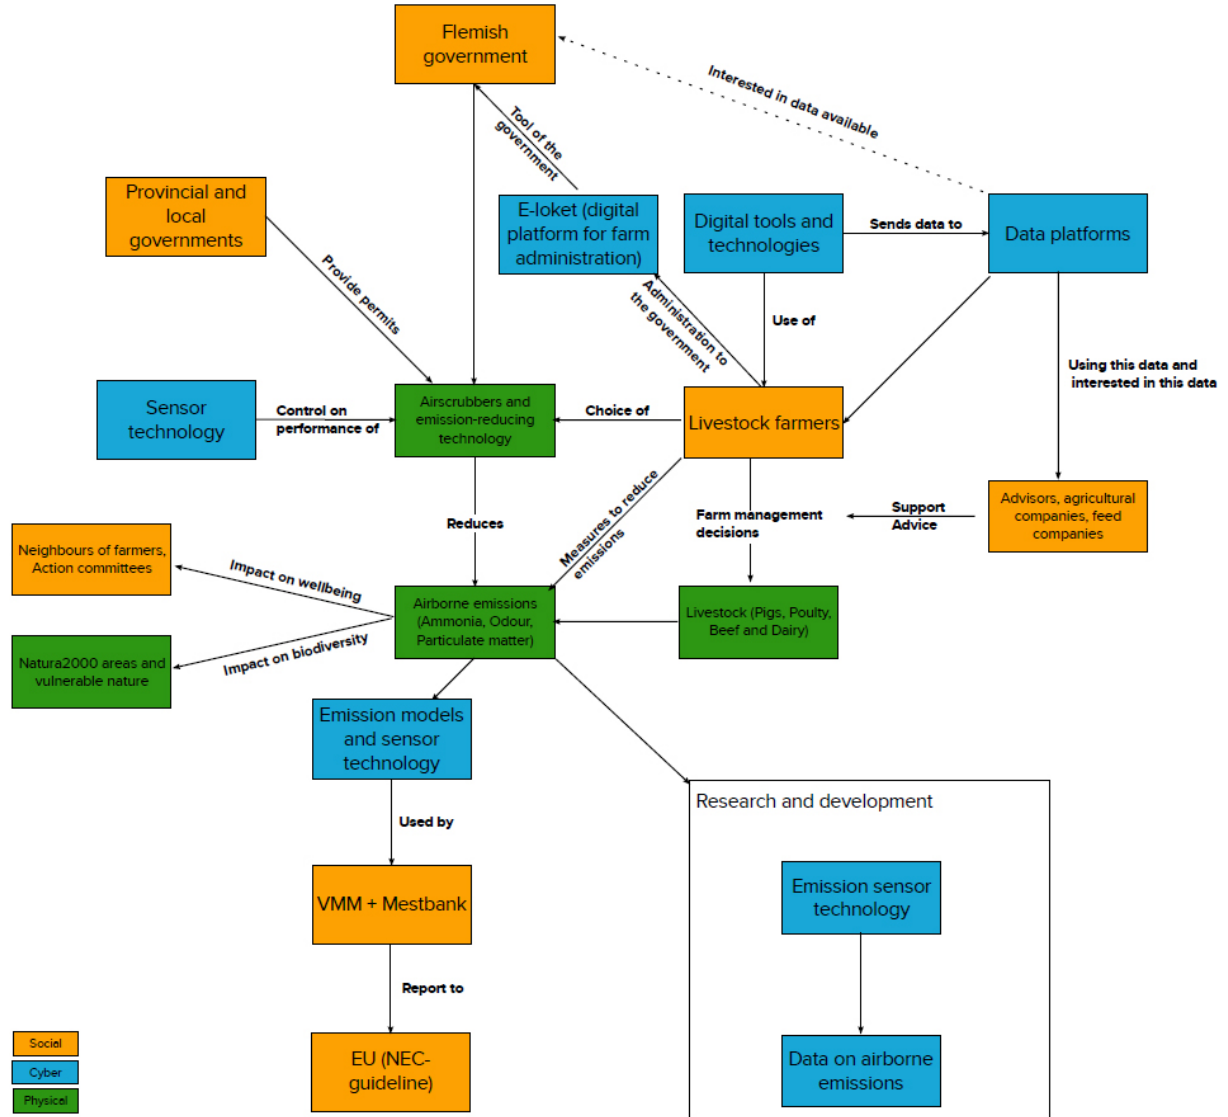 Flemish
government
Interested in data available
Tool of the
government
Provincial and
local
governments
E-loket (digital
platform for farm
administration)
Digital tools and
technologies
Sends data to
Data platforms
Provide permits
Administration to
the government
Use of
Using this data and
interested in this data
Sensor
technology
Control on
performance of
Airscrubbers and
emission-reducing
technology
Choice of
Livestock farmers
Reduces
Measures to reduce
emissions
Farm management
decisions
Support
Advice
Advisors, agricultural
companies, feed
companies
Neighbours of farmers,
Action committees
Impact on wellbeing
Airborne emissions
(Ammonia, Odour,
Particulate matter)
Livestock (Pigs, Poulty,
Beef and Dairy)
Natura2000 areas and
vulnerable nature
Impact on biodiversity
Emission models
and sensor
technology
Research and development
Used by
VMM + Mestbank
Emission sensor
technology
Report to
EU (NEC-
guideline)
Data on airborne
emissions
Social
Cyber
Physical